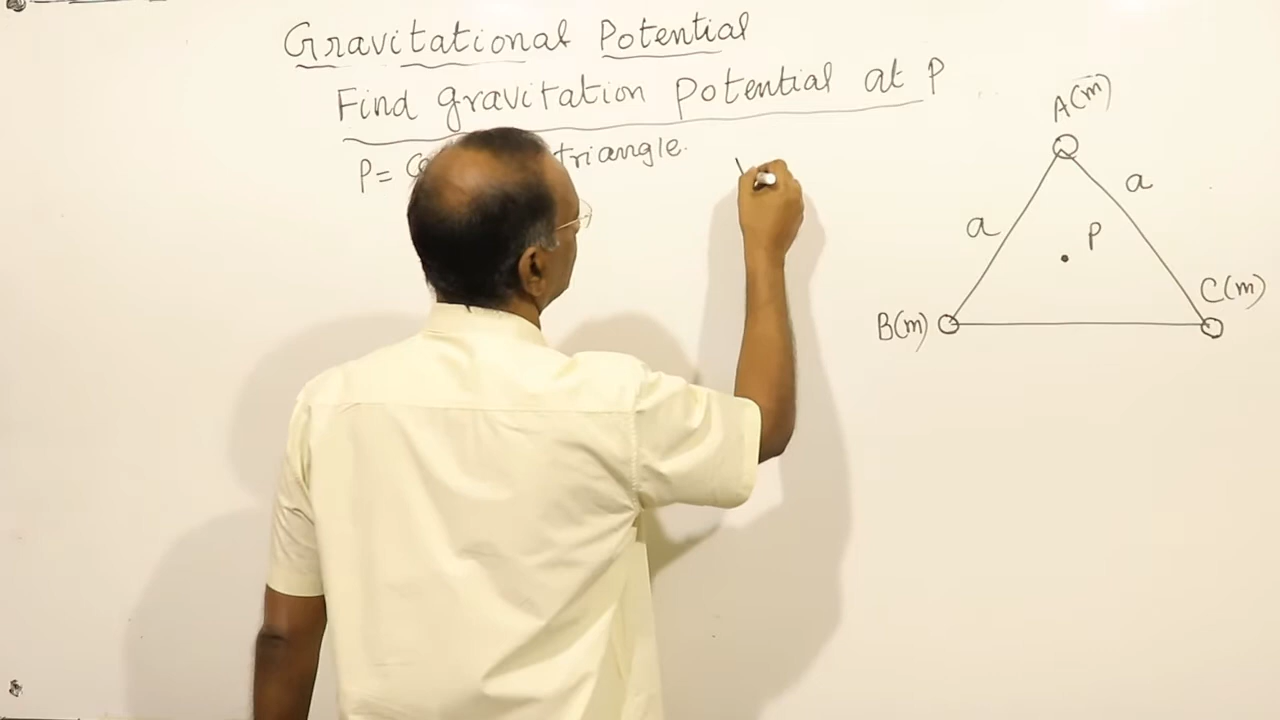 Gravitational Potential
Find gravitation potential at P
P= triangle.
A(m)
a
a
P
C(m)
B(m)